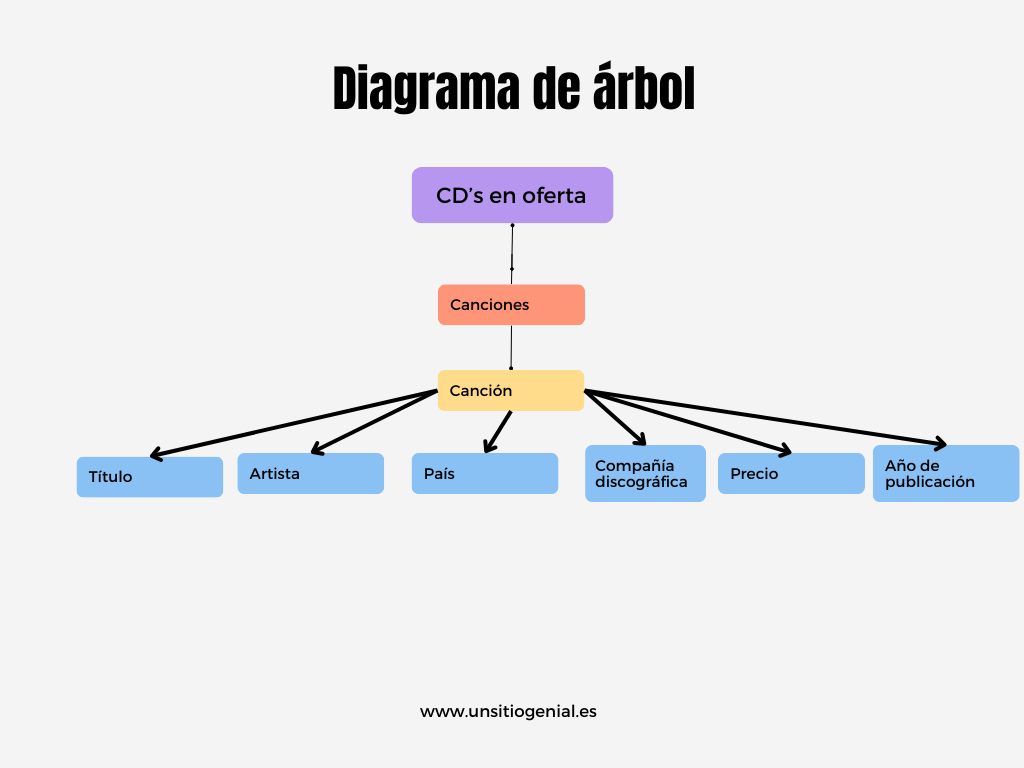 Diagrama de árbol
CD’s en oferta
Canciones
Canción
Título
Artista
País
Compañía
discográfica
Precio
Año de
publicación
www.unsitiogenial.es